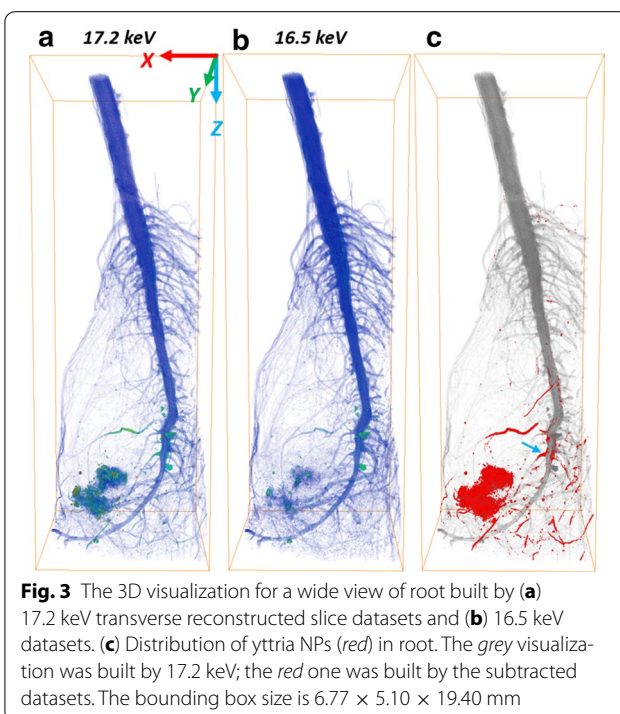 a 17.2 keV b 16.5 keV c
X
Y
Z
Fig. 3 The 3D visualization for a wide view of root built by (a)
17.2 keV transverse reconstructed slice datasets and (b) 16.5 keV
datasets. (c) Distribution of yttria NPs (red) in root. The grey visualiza-
tion was built by 17.2 keV; the red one was built by the subtracted
datasets. The bounding box size is 6.77 × 5.10 × 19.40 mm